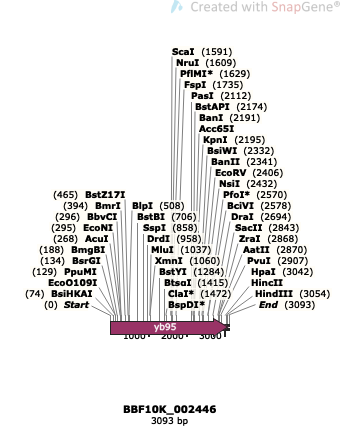 Created with SnapGene®
ScaI (1591)
NruI (1609)
PflMI* (1629)
FspI (1735)
PasI (2112)
BstAPI (2174)
BanI (2191)
Acc65I
KpnI (2195)
BsiWI (2332)
BanII (2341)
EcoRV (2406)
NsiI (2432)
(465) BstZ17I PfoI* (2570)
(394) BmrI BlpI (508) BciVI (2578)
(296) BbvCI BstBI (706) DraI (2694)
(295) EcoNI SspI (858) SacII (2843)
(268) AcuI DrdI (958) ZraI (2868)
(188) BmgBI MluI (1037) AatII (2870)
(134) BsrGI XmnI (1060) PvuI (2907)
(129) PpuMI BstYI (1284) HpaI (3042)
EcoO109I BtsαI (1415) HincII
(74) BsiHKAI ClaI* (1472) HindIII (3054)
(0) Start BspDI* End (3093)
yb95
1000 2000 3000
BBF10K_002446
3093 bp